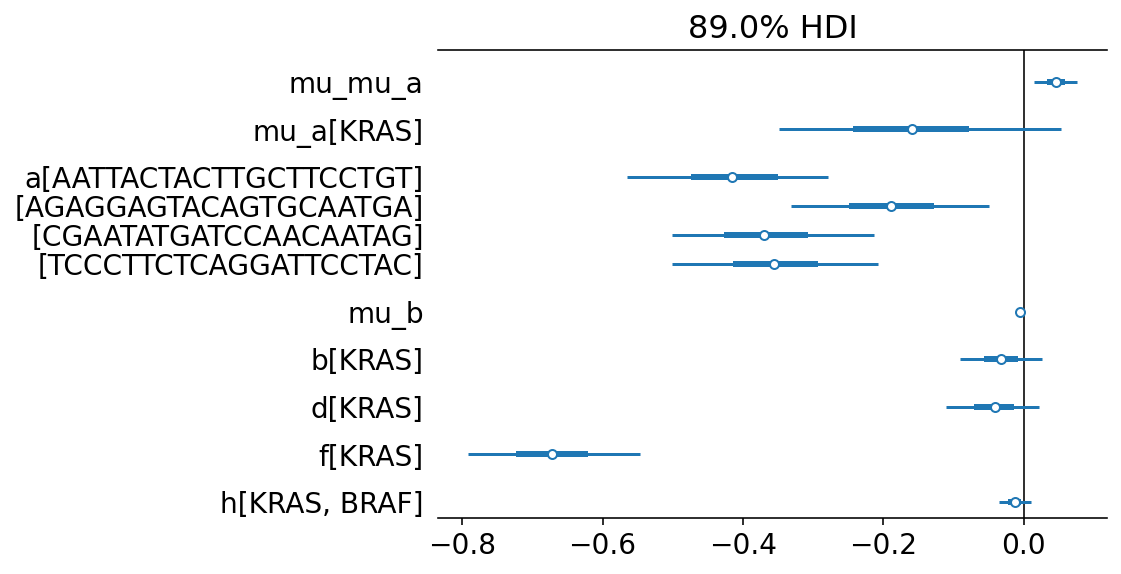 89.0% HDI
mu_mu_a
mu_a[KRAS]
a[AATTACTACTTGCTTCCTGT]
[AGAGGAGTACAGTGCAATGA]
[CGAATATGATCCAACAATAG]
[TCCCTTCTCAGGATTCCTAC]
mu_b
b[KRAS]
d[KRAS]
f[KRAS]
h[KRAS, BRAF]
−0.8 −0.6 −0.4 −0.2 0.0